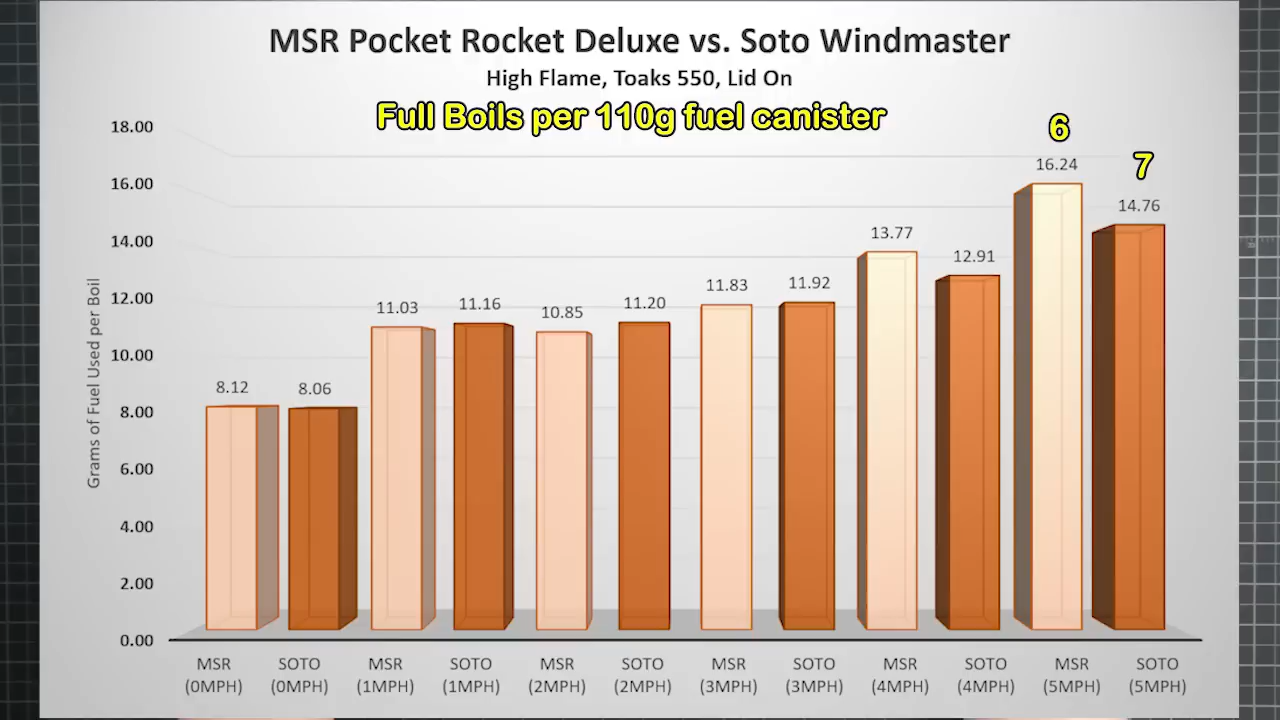 MSR Pocket Rocket Deluxe vs. Soto Windmaster
High Flame, Toaks 550, Lid On
Full Boils per 110g fuel canister
18.00
16.00
14.00
12.00
10.00
8.00
6.00
4.00
2.00
0.00
Grams of Fuel Used per Boil
8.12
8.06
11.03
11.16
10.85
11.20
11.83
11.92
13.77
12.91
6
16.24
7
14.76
MSR
(0MPH)
SOTO
(0MPH)
MSR
(1MPH)
SOTO
(1MPH)
MSR
(2MPH)
SOTO
(2MPH)
MSR
(3MPH)
SOTO
(3MPH)
MSR
(4MPH)
SOTO
(4MPH)
MSR
(5MPH)
SOTO
(5MPH)